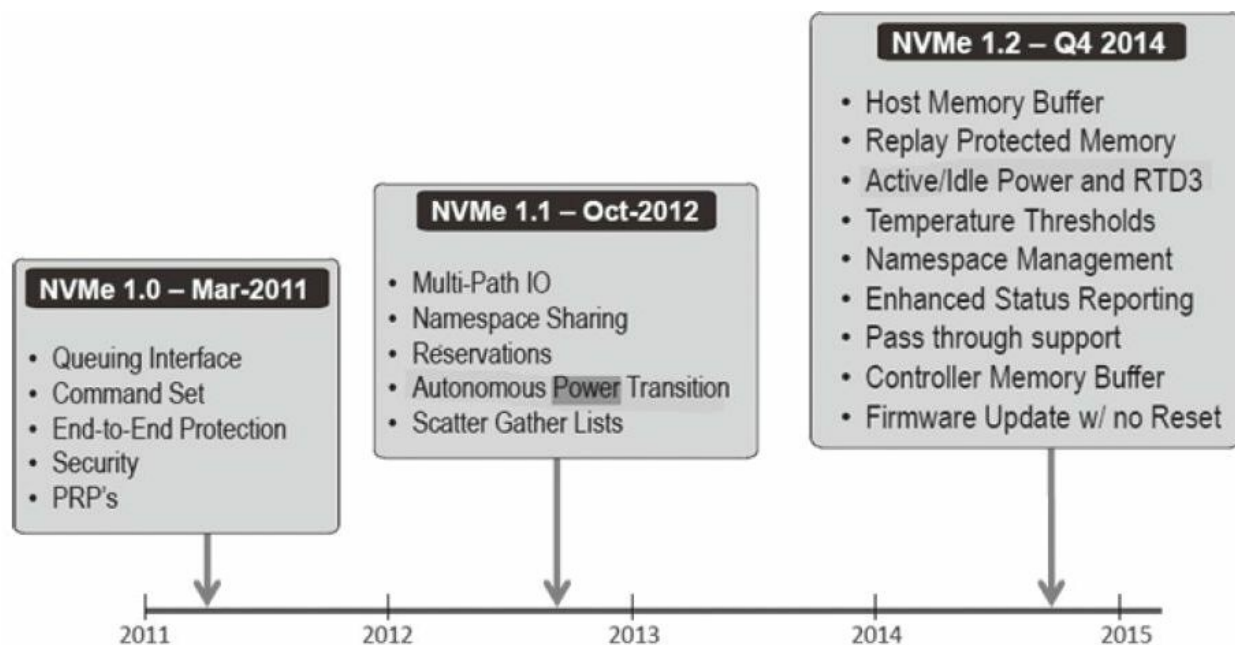 NVMe 1.0 – Mar-2011
• Queuing Interface
• Command Set
• End-to-End Protection
• Security
• PRP's
NVMe 1.1 – Oct-2012
• Multi-Path IO
• Namespace Sharing
• Reservations
• Autonomous Power Transition
• Scatter Gather Lists
NVMe 1.2 – Q4 2014
• Host Memory Buffer
• Replay Protected Memory
• Active/Idle Power and RTD3
• Temperature Thresholds
• Namespace Management
• Enhanced Status Reporting
• Pass through support
• Controller Memory Buffer
• Firmware Update w/ no Reset
2011 2012 2013 2014 2015